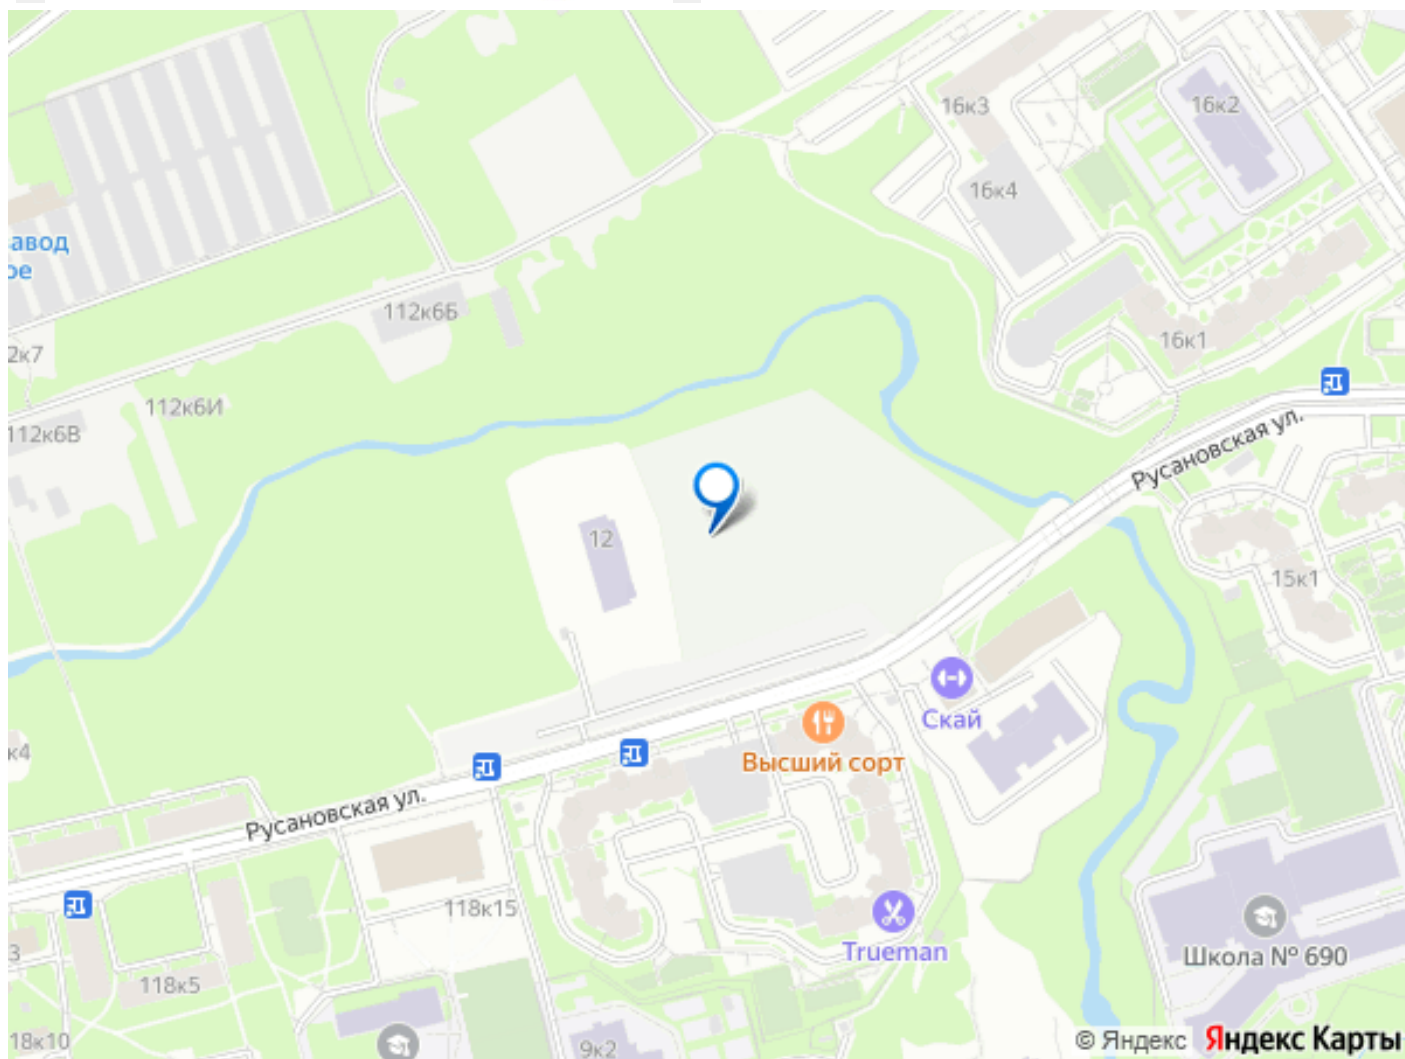 16к3
16к2
16к4
авод
ое
112к6Б
16к1
2к7
112к6И
112к6В
Русановская ул.
12
15к1
Скай
к4
Высший сорт
Русановская ул.
118к15
Trueman
3
Школа № 690
118к5
18к10
9к2
© Яндекс Яндекс Карты